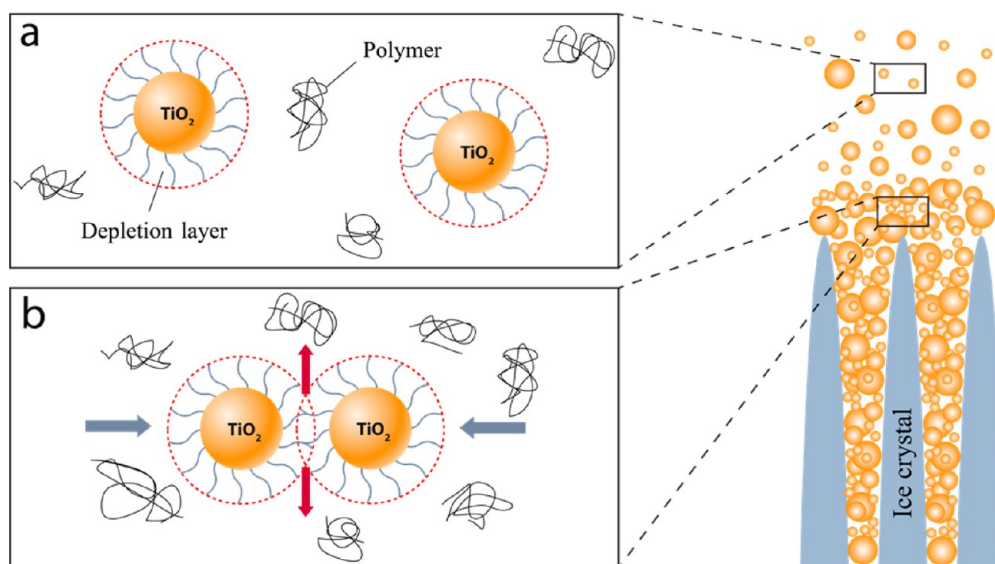 a
Polymer
TiO₂
TiO₂
Depletion layer
b
TiO₂
TiO₂
Ice crystal